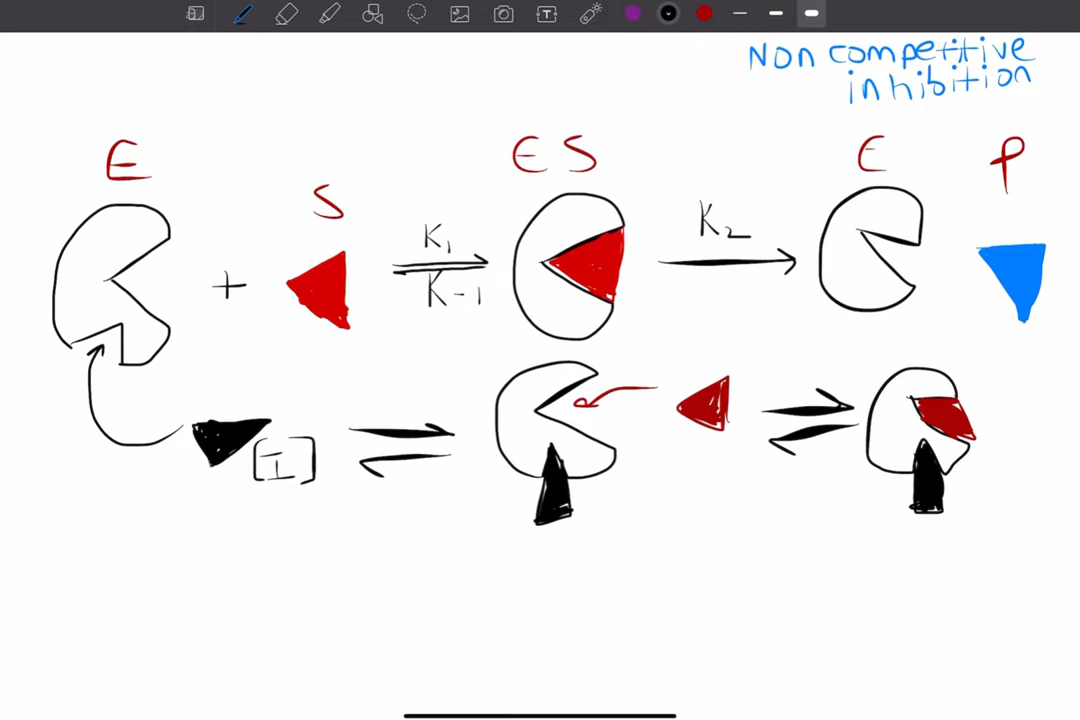 Non competitive
inhibition
E
S
ES
E
P
+
K1
K-1
K2
[I]